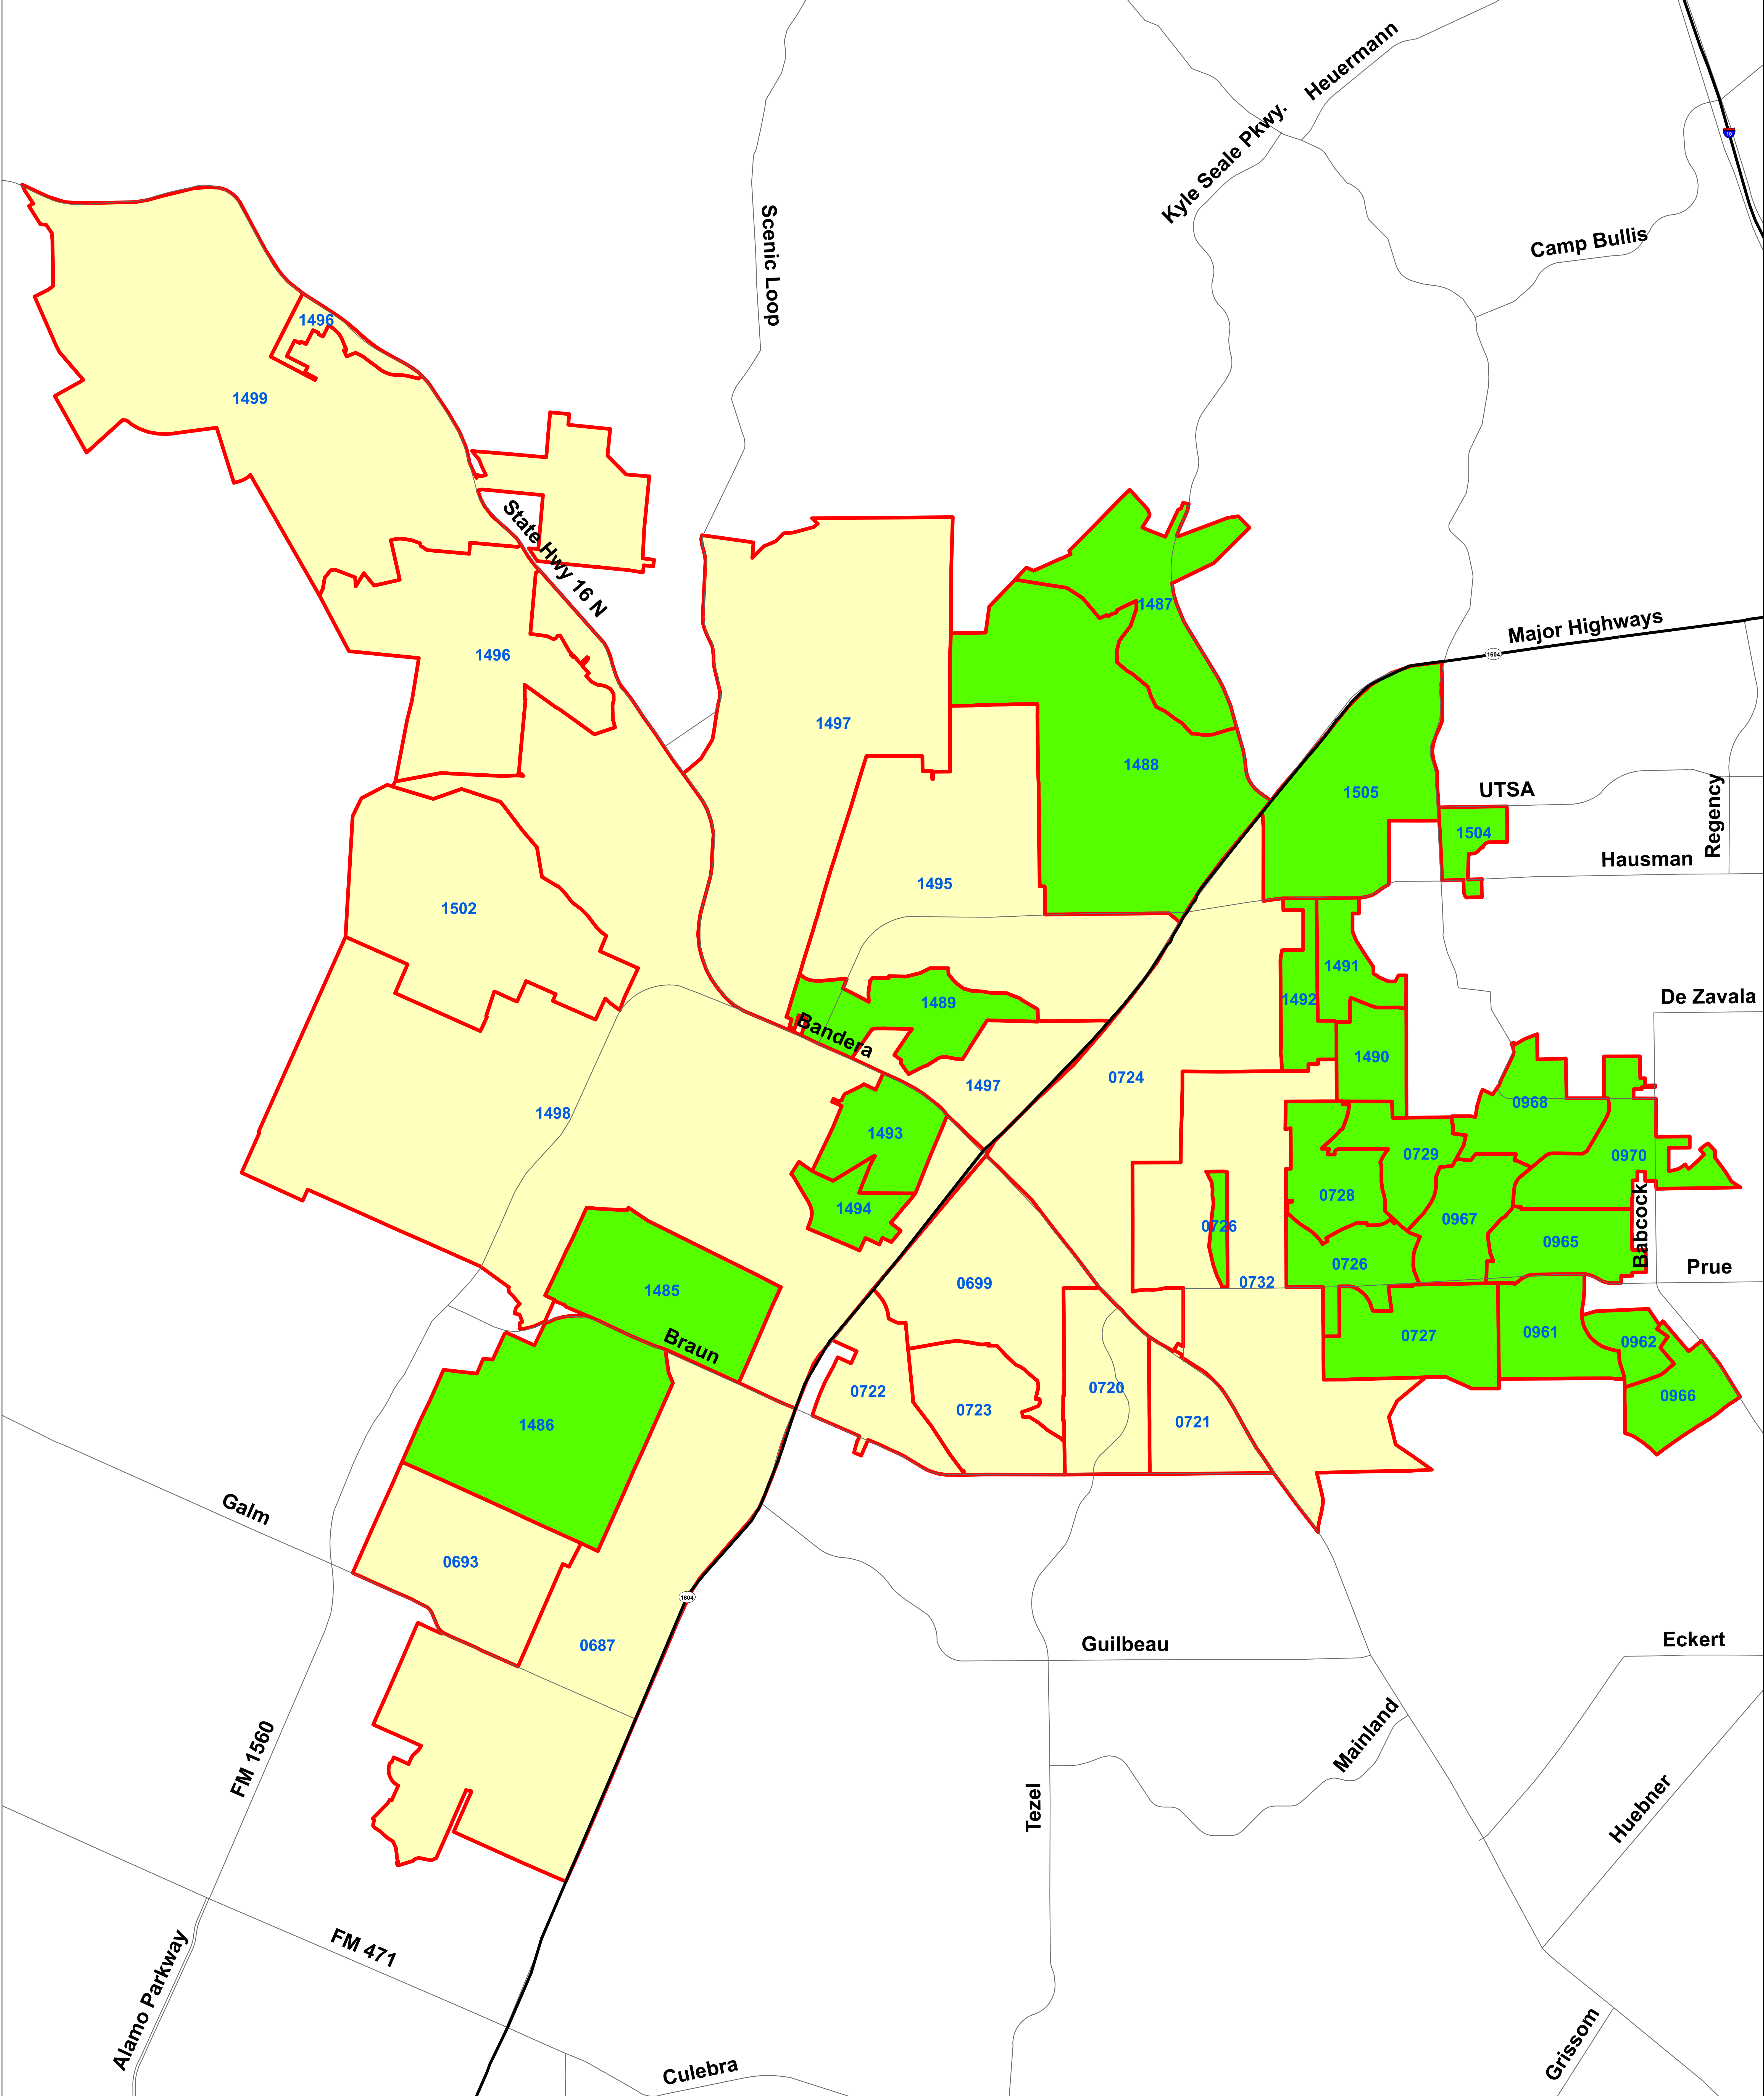 Heuermann
Kyle Seale Pkwy.
10
Scenic Loop
Camp Bullis
1496
1499
State Hwy 16 N
1487
Major Highways
1604
1496
1497
1488
1505
UTSA
1504
Regency
Hausman
1495
1502
1491
1492
1489
De Zavala
Bandera
1490
1497
0724
0968
1498
1493
0729
0970
0728
1494
0726
0967
Babcock
0965
0726
0732
Prue
0699
1485
Braun
0727
0961
0962
0722
0720
0966
0723
0721
1486
Galm
0693
1604
0687
Guilbeau
Eckert
FM 1560
Mainland
Tezel
Huebner
FM 471
Alamo Parkway
Culebra
Grissom